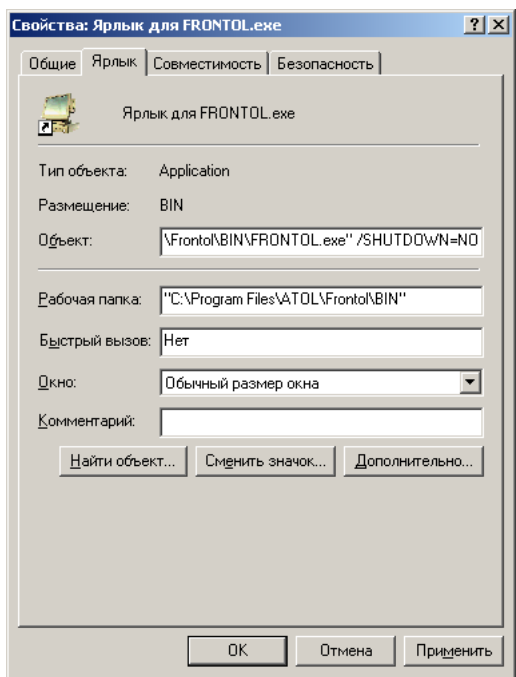 Свойства: Ярлык для FRONTOL.exe
Общие Ярлык Совместимость Безопасность
Ярлык для FRONTOL.exe
Тип объекта: Application
Размещение: BIN
Объект: \Frontol\BIN\FRONTOL.exe" /SHUTDOWN=NO
Рабочая папка: "C:\Program Files\ATOL\Frontol\BIN"
Быстрый вызов: Нет
Окно: Обычный размер окна
Комментарий:
Найти объект... Сменить значок... Дополнительно...
ОК Отмена Применить